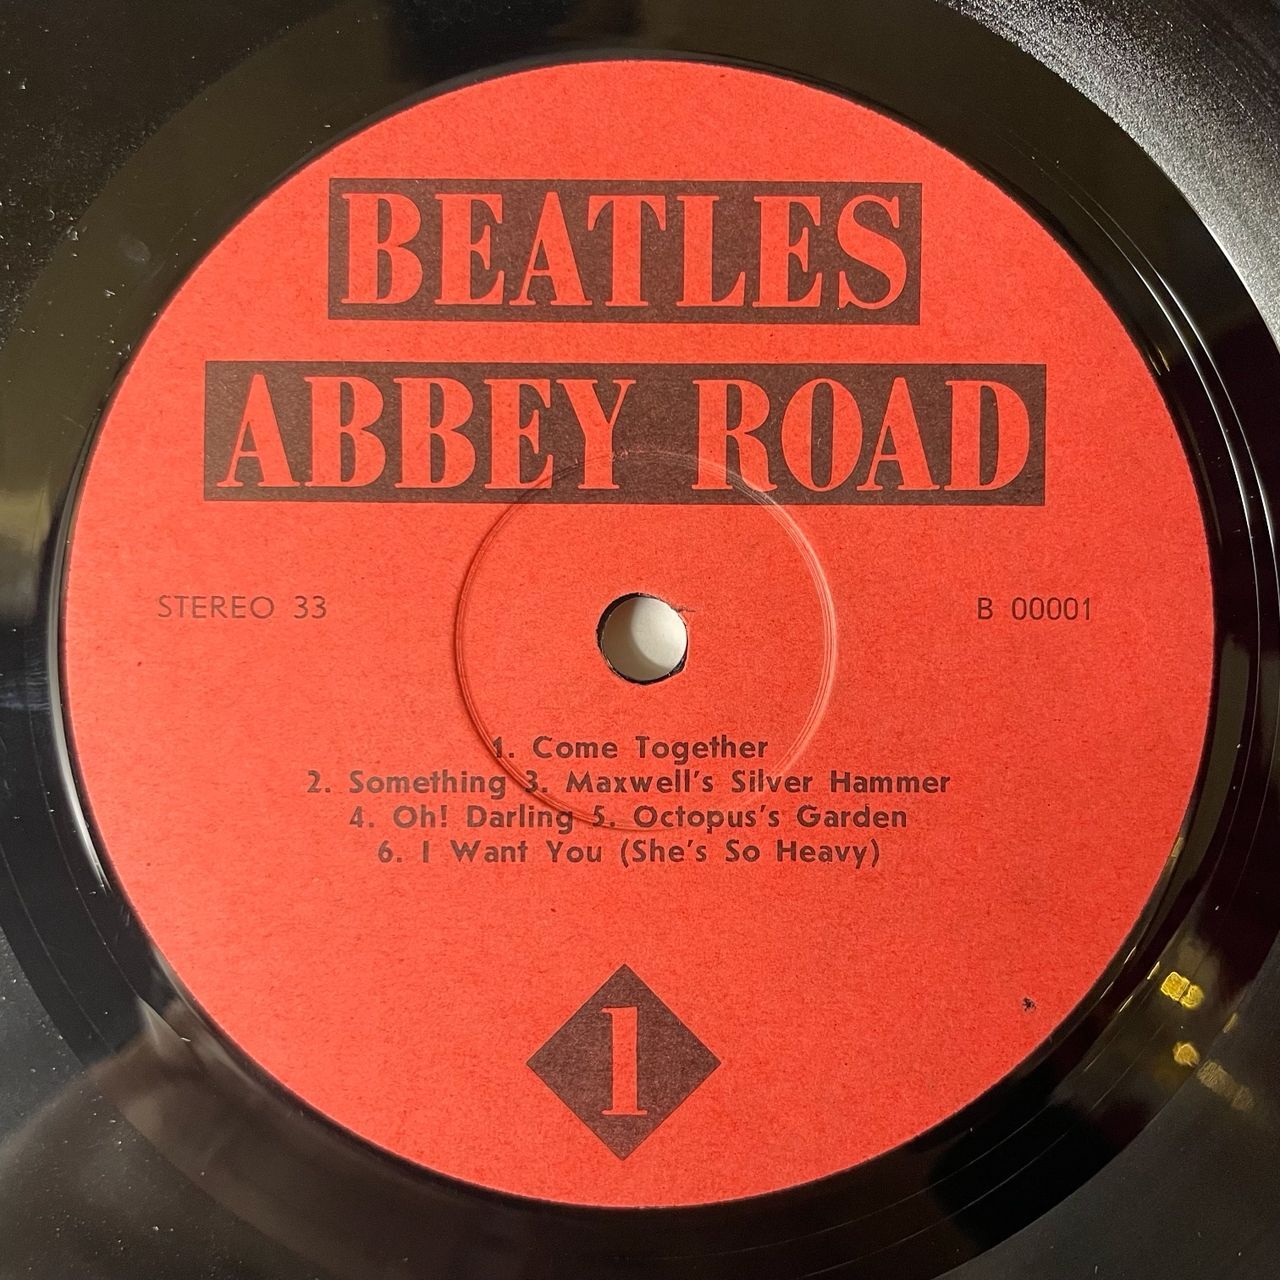 BEATLES
ABBEY ROAD
STEREO 33
B 00001
1. Come Together
2. Something 3. Maxwell's Silver Hammer
4. Oh! Darling 5. Octopus's Garden
6. I Want You (She's So Heavy)
1